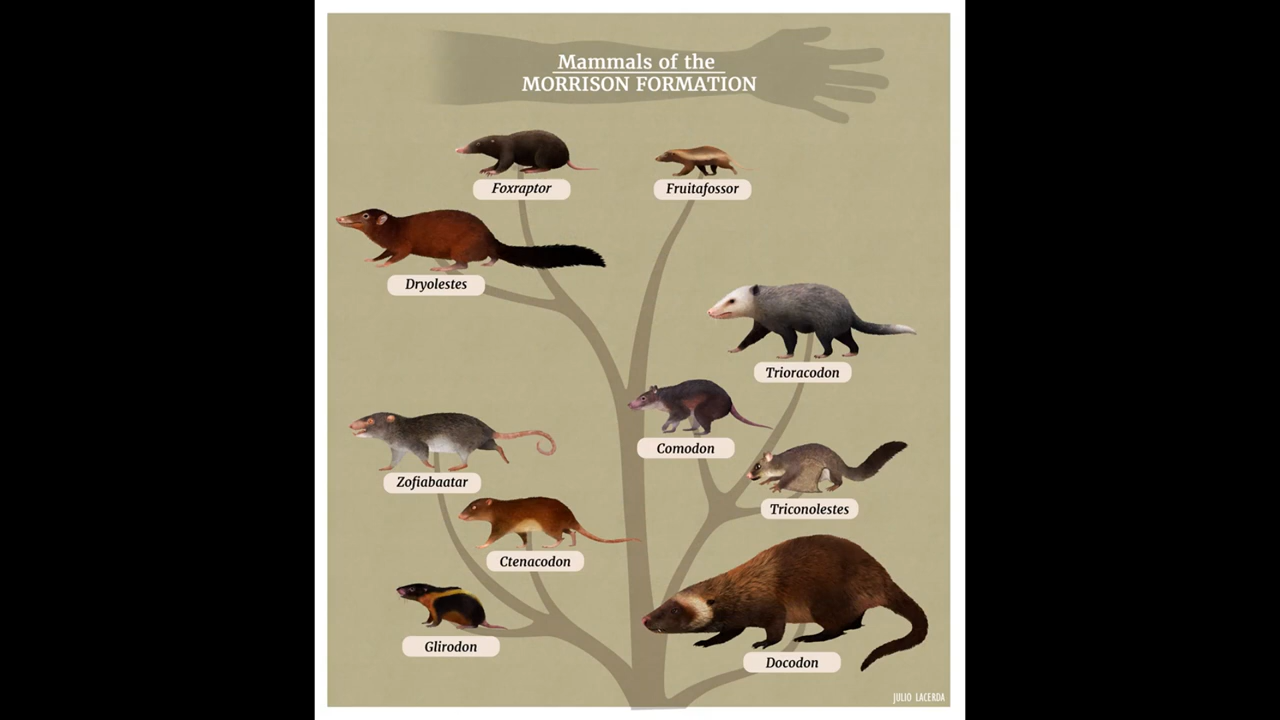 Mammals of the
MORRISON FORMATION
Foxraptor
Fruitafossor
Dryolestes
Trioracodon
Comodon
Zofiabaatar
Triconolestes
Ctenacodon
Glirodon
Docodon
JULIO LACERDA